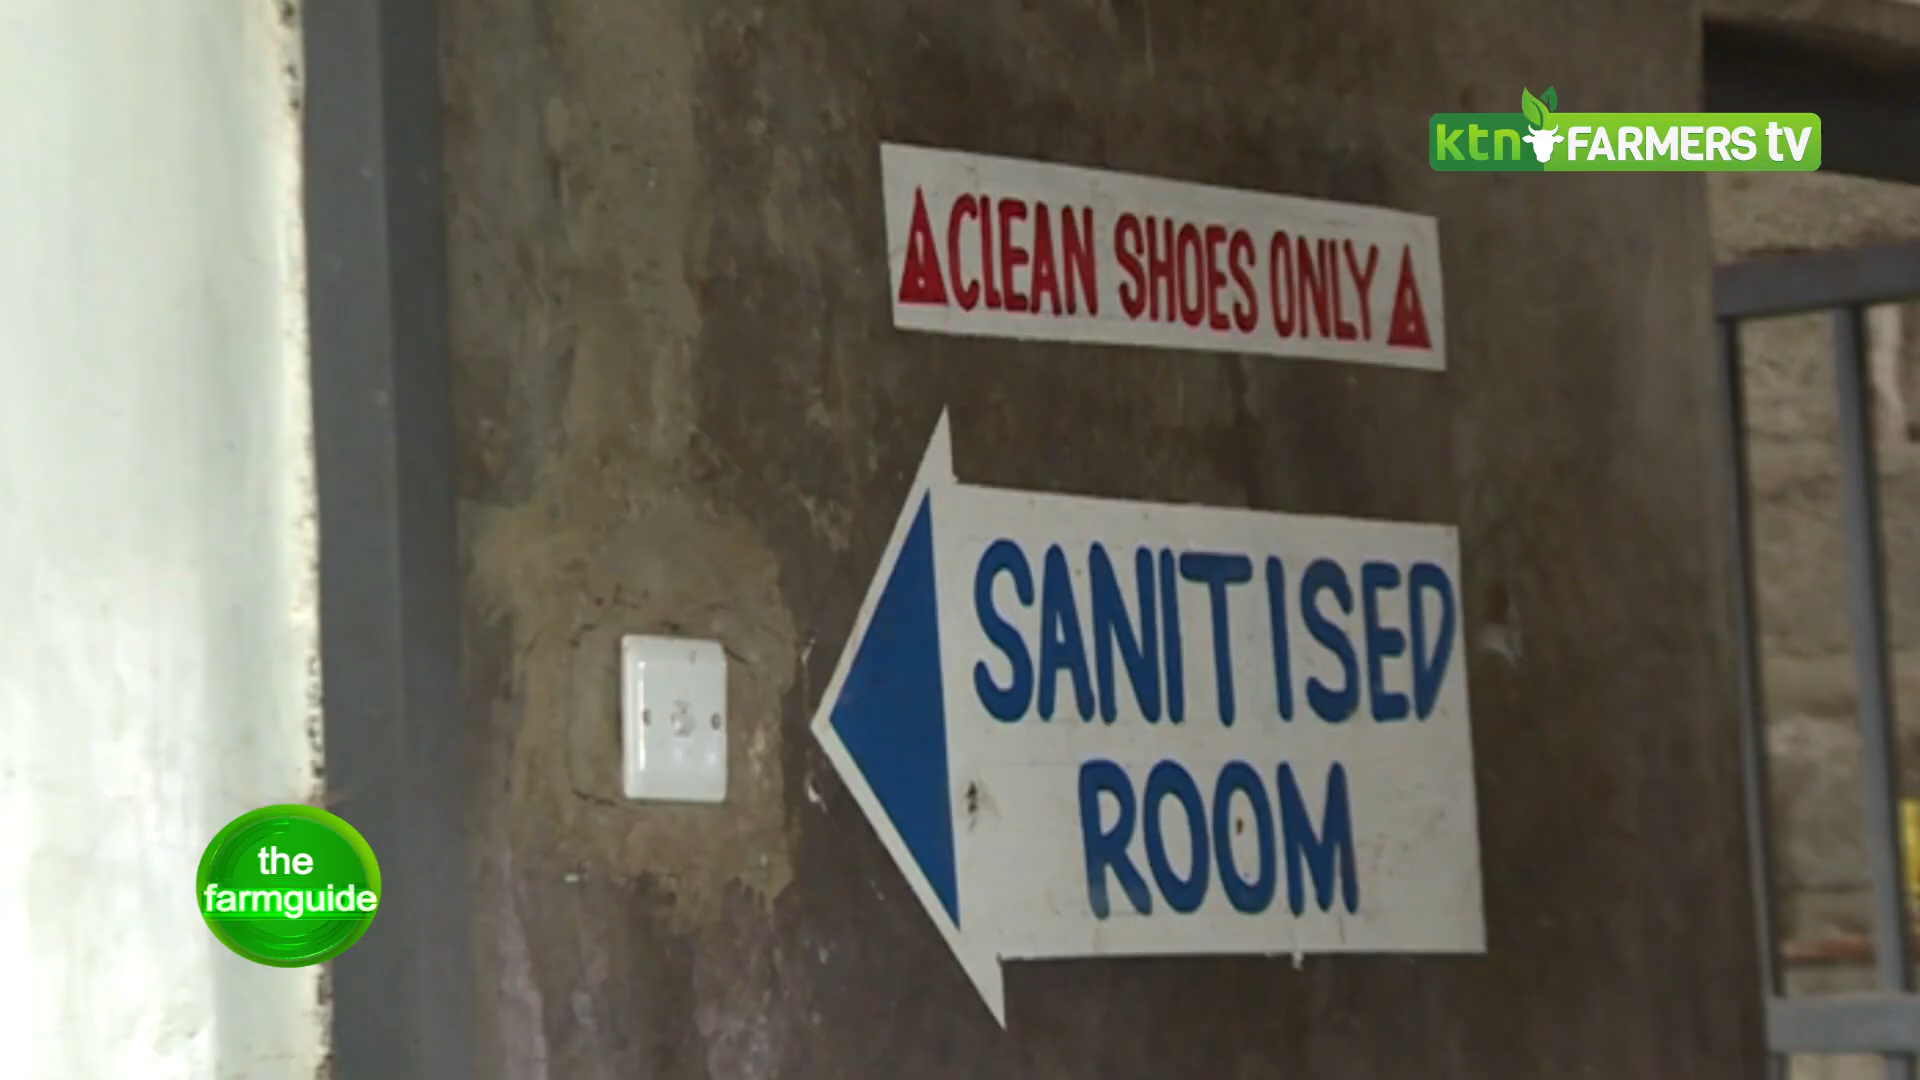 ktn FARMERS tv
CLEAN SHOES ONLY
SANITISED
ROOM
the
farmguide